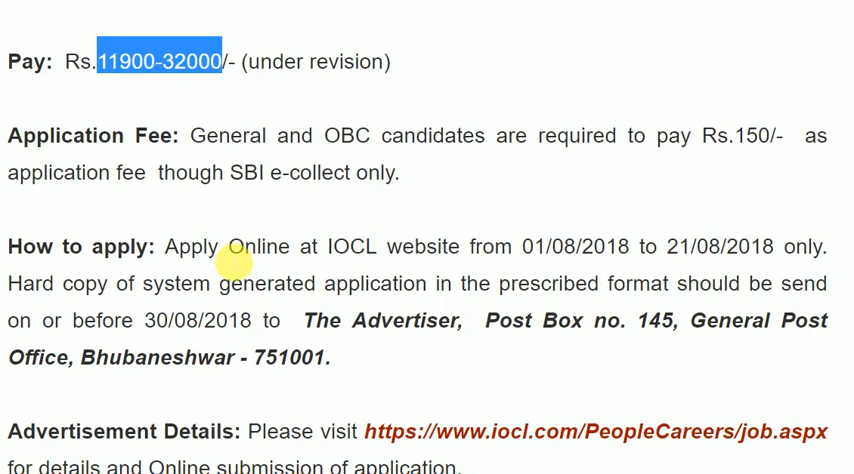 Pay: Rs.11900-32000/- (under revision)
Application Fee: General and OBC candidates are required to pay Rs.150/- as
application fee though SBI e-collect only.
How to apply: Apply Online at IOCL website from 01/08/2018 to 21/08/2018 only.
Hard copy of system generated application in the prescribed format should be send
on or before 30/08/2018 to The Advertiser, Post Box no. 145, General Post
Office, Bhubaneshwar - 751001.
Advertisement Details: Please visit https://www.iocl.com/PeopleCareers/job.aspx
for details and Online submission of application.